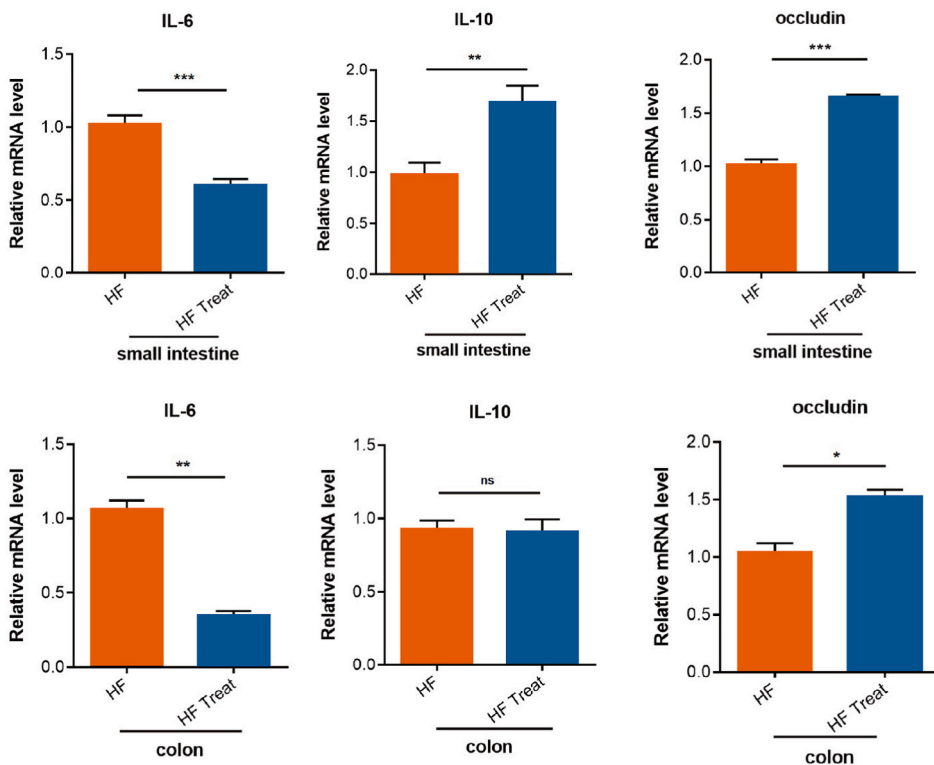 IL-6
Relative mRNA level
1.5
1.0
0.5
0.0
***
HF
HF Treat
small intestine
IL-10
Relative mRNA level
2.0
1.5
1.0
0.5
0.0
**
HF
HF Treat
small intestine
occludin
Relative mRNA level
2.0
1.5
1.0
0.5
0.0
***
HF
HF Treat
small intestine
IL-6
Relative mRNA level
1.5
1.0
0.5
0.0
**
HF
HF Treat
colon
IL-10
Relative mRNA level
1.5
1.0
0.5
0.0
ns
HF
HF Treat
colon
occludin
Relative mRNA level
2.0
1.5
1.0
0.5
0.0
*
HF
HF Treat
colon